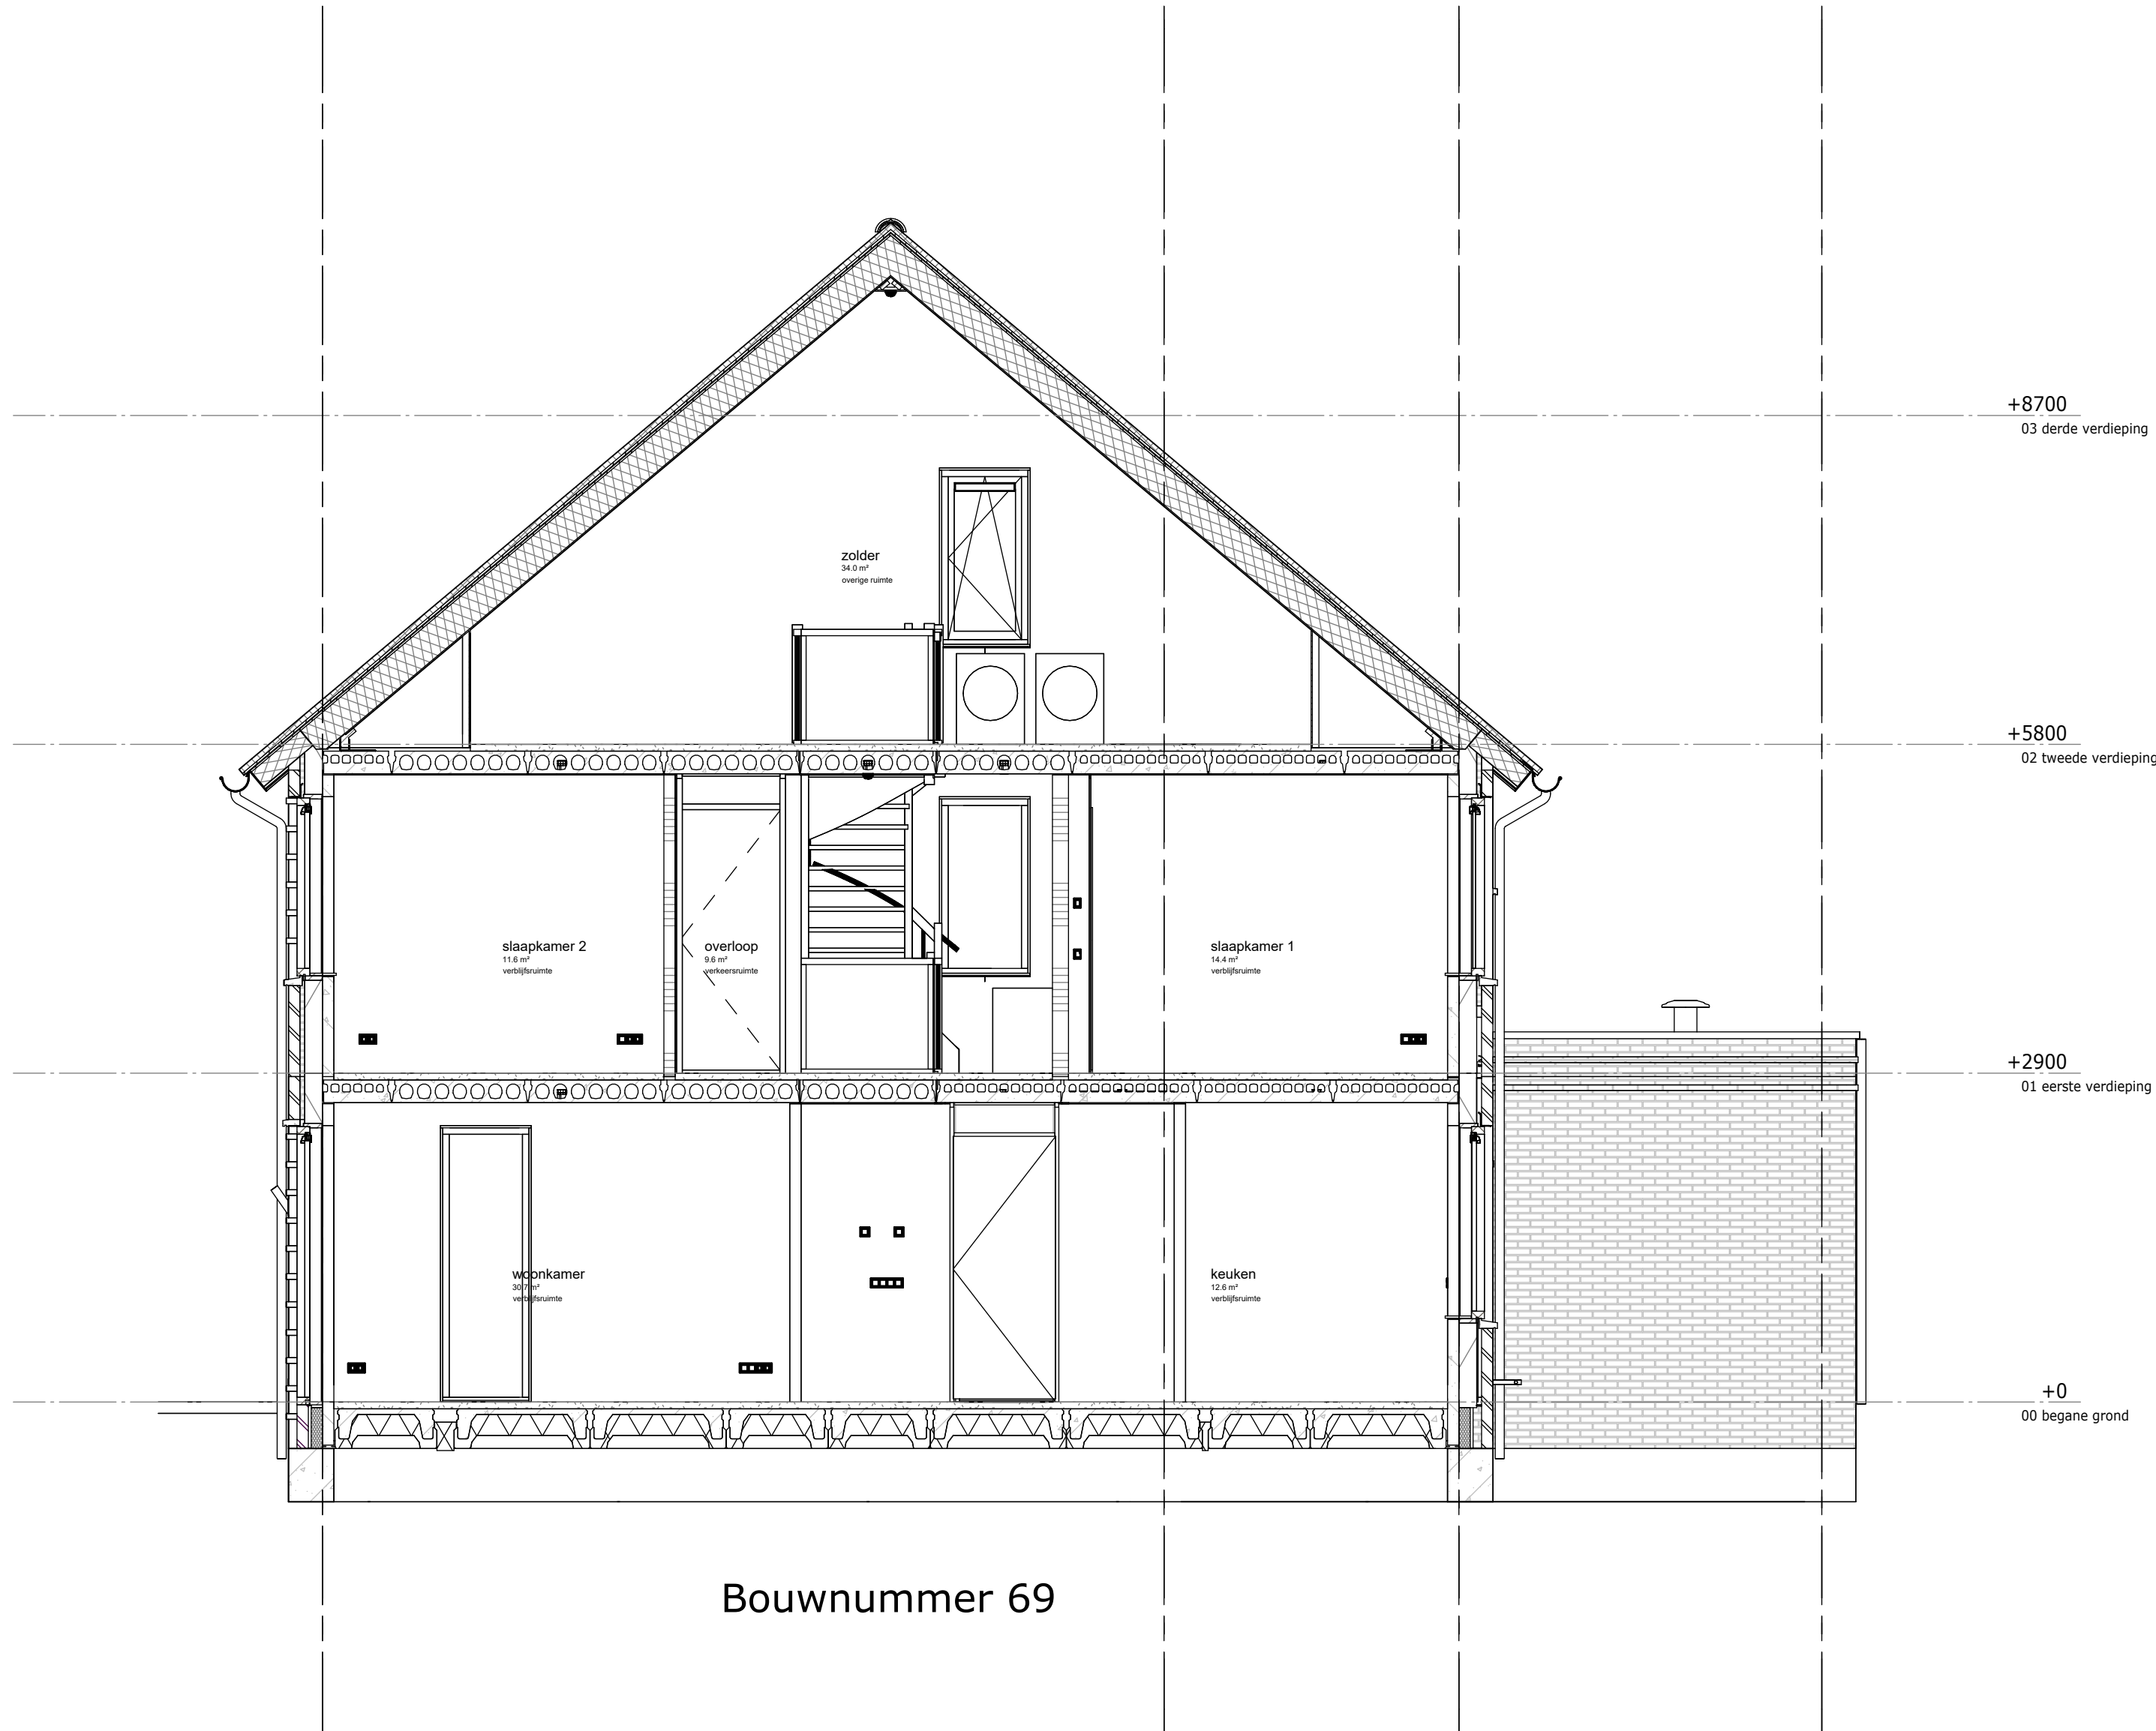 +8700
03 derde verdieping
zolder
34.0 m²
overige ruimte
+5800
02 tweede verdieping
slaapkamer 2
11.6 m²
verblijfsruimte
overloop
9.6 m²
verkeersruimte
slaapkamer 1
14.4 m²
verblijfsruimte
+2900
01 eerste verdieping
woonkamer
30.7 m²
verblijfsruimte
keuken
12.6 m²
verblijfsruimte
+0
00 begane grond
Bouwnummer 69